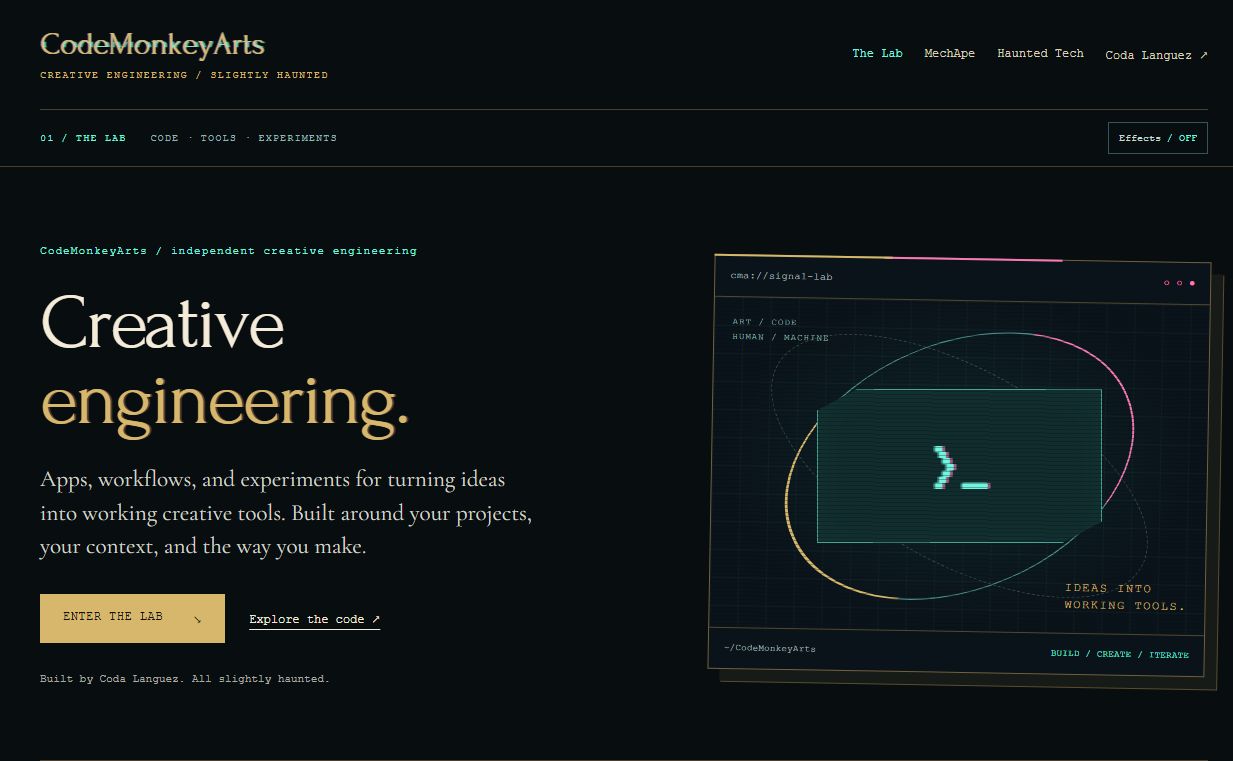 CodeMonkeyArts
CREATIVE ENGINEERING / SLIGHTLY HAUNTED
The Lab MechApe Haunted Tech Coda Languez ↗
01 / THE LAB CODE · TOOLS · EXPERIMENTS
Effects / OFF
CodeMonkeyArts / independent creative engineering
Creative
engineering.
Apps, workflows, and experiments for turning ideas
into working creative tools. Built around your projects,
your context, and the way you make.
ENTER THE LAB ↘
Explore the code ↗
Built by Coda Languez. All slightly haunted.
cma://signal-lab
ART / CODE
HUMAN / MACHINE
>_
IDEAS INTO
WORKING TOOLS.
~/CodeMonkeyArts
BUILD / CREATE / ITERATE